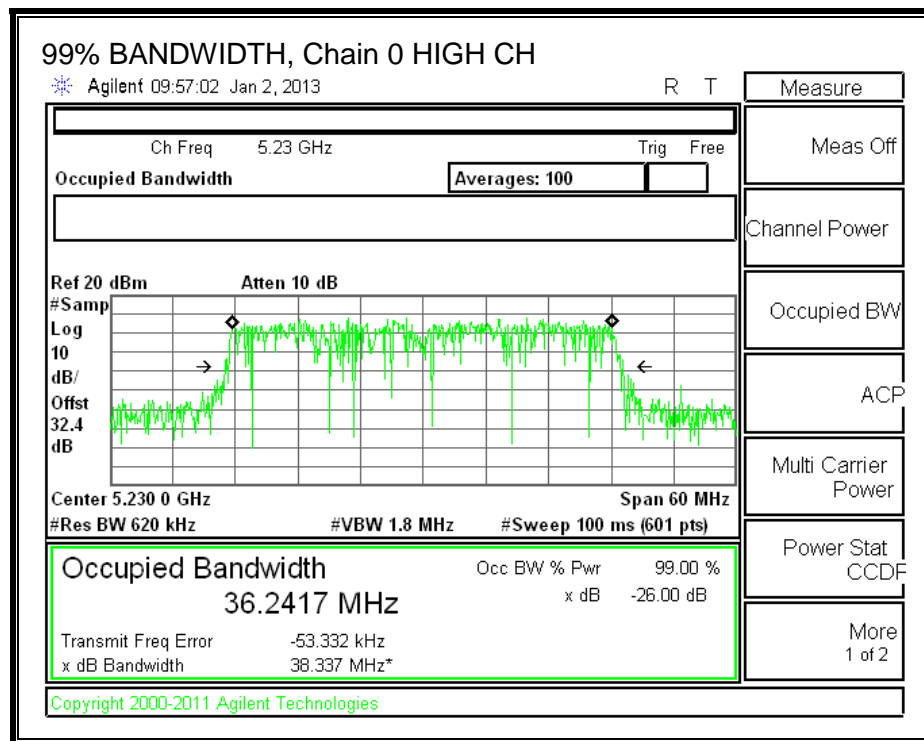 99% BANDWIDTH, Chain 0 HIGH CH
Agilent 09:57:02 Jan 2, 2013 R T
Measure
Meas Off
Channel Power
Occupied BW
ACP
Multi Carrier
Power
Power Stat
CCDF
More
1 of 2
Ch Freq 5.23 GHz Trig Free
Occupied Bandwidth Averages: 100
Ref 20 dBm Atten 10 dB
#Samp
Log
10
dB/
Offst
32.4
dB
Center 5.230 0 GHz Span 60 MHz
#Res BW 620 kHz #VBW 1.8 MHz #Sweep 100 ms (601 pts)
Occupied Bandwidth Occ BW % Pwr 99.00 %
36.2417 MHz x dB -26.00 dB
Transmit Freq Error -53.332 kHz
x dB Bandwidth 38.337 MHz*
Copyright 2000-2011 Agilent Technologies